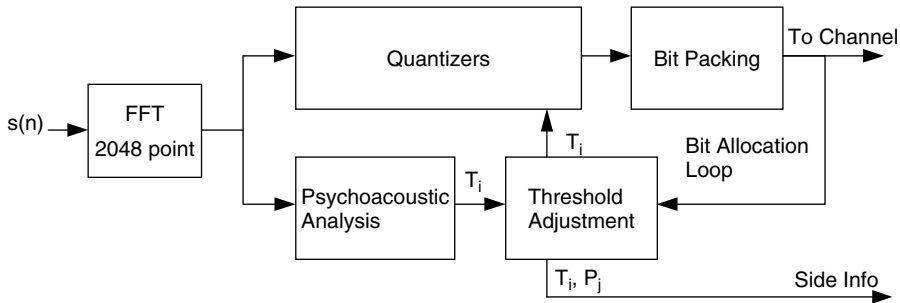 To Channel
Quantizers
Bit Packing
s(n)
FFT
2048 point
T_i
Bit Allocation
Loop
T_i
Psychoacoustic
Analysis
Threshold
Adjustment
T_i, P_j
Side Info